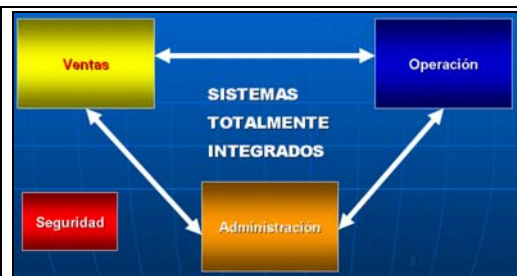 Ventas
Operación
SISTEMAS
TOTALMENTE
INTEGRADOS
Seguridad
Administración